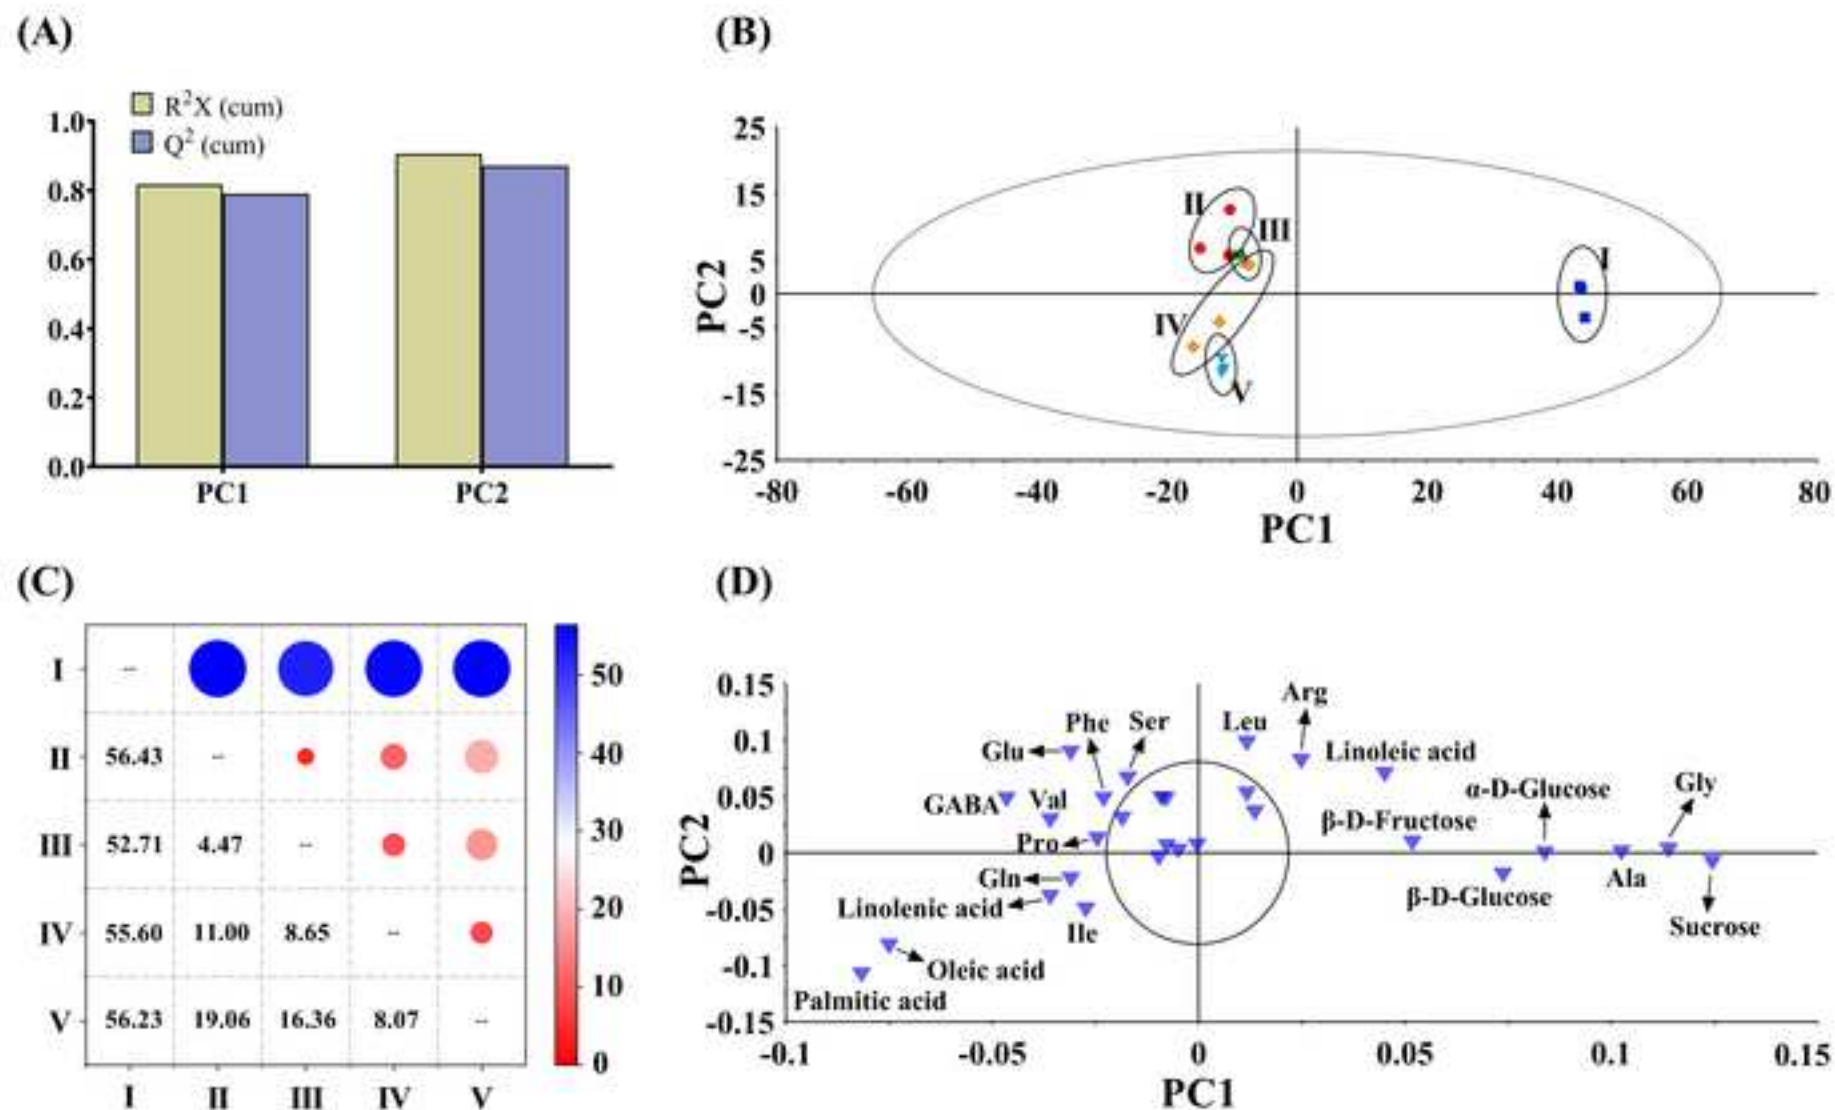 (A)
R²X (cum)
Q² (cum)
1.0
0.8
0.6
0.4
0.2
0.0
PC1 PC2
(B)
25
15
5
0
-5
-15
-25
PC2
II
III
I
IV
V
-80 -60 -40 -20 0 20 40 60 80
PC1
(C)
I --
II 56.43 --
III 52.71 4.47 --
IV 55.60 11.00 8.65 --
V 56.23 19.06 16.36 8.07 --
I II III IV V
50
40
30
20
10
0
(D)
0.15
0.1
0.05
0
-0.05
-0.1
-0.15
PC2
Arg
Phe Ser Leu
Glu Linoleic acid
Gly
α-D-Glucose
GABA Val
β-D-Fructose
Pro
Gln Ala
β-D-Glucose
Linolenic acid
Sucrose
Ile
Oleic acid
Palmitic acid
-0.1 -0.05 0 0.05 0.1 0.15
PC1